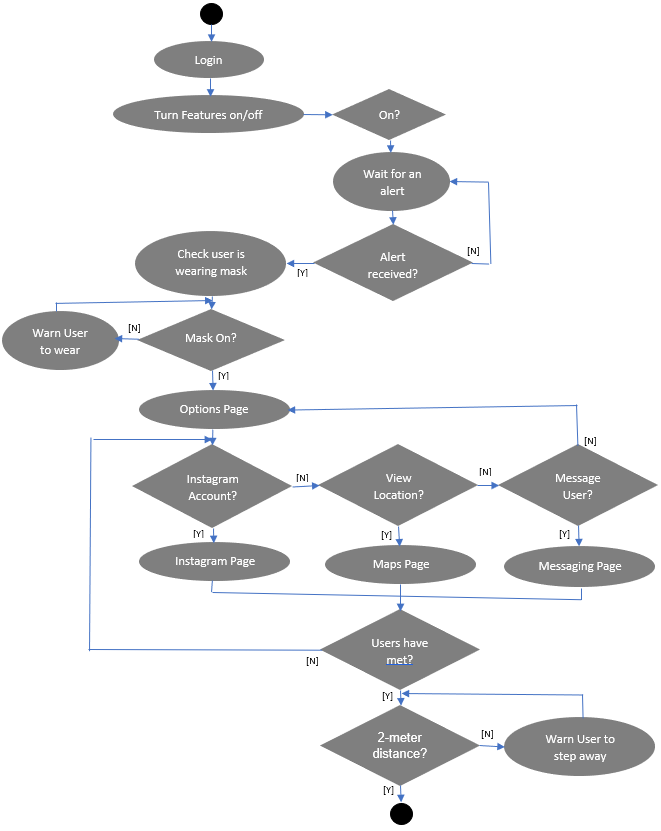 Login
Turn Features on/off
On?
Wait for an
alert
Alert
received?
[N]
[Y]
Check user is
wearing mask
Mask On?
[N]
Warn User
to wear
[Y]
Options Page
Instagram
Account?
[N]
View
Location?
[N]
Message
User?
[N]
[Y]
[Y]
[Y]
Instagram Page
Maps Page
Messaging Page
Users have
met?
[N]
[Y]
2-meter
distance?
[N]
Warn User to
step away
[Y]